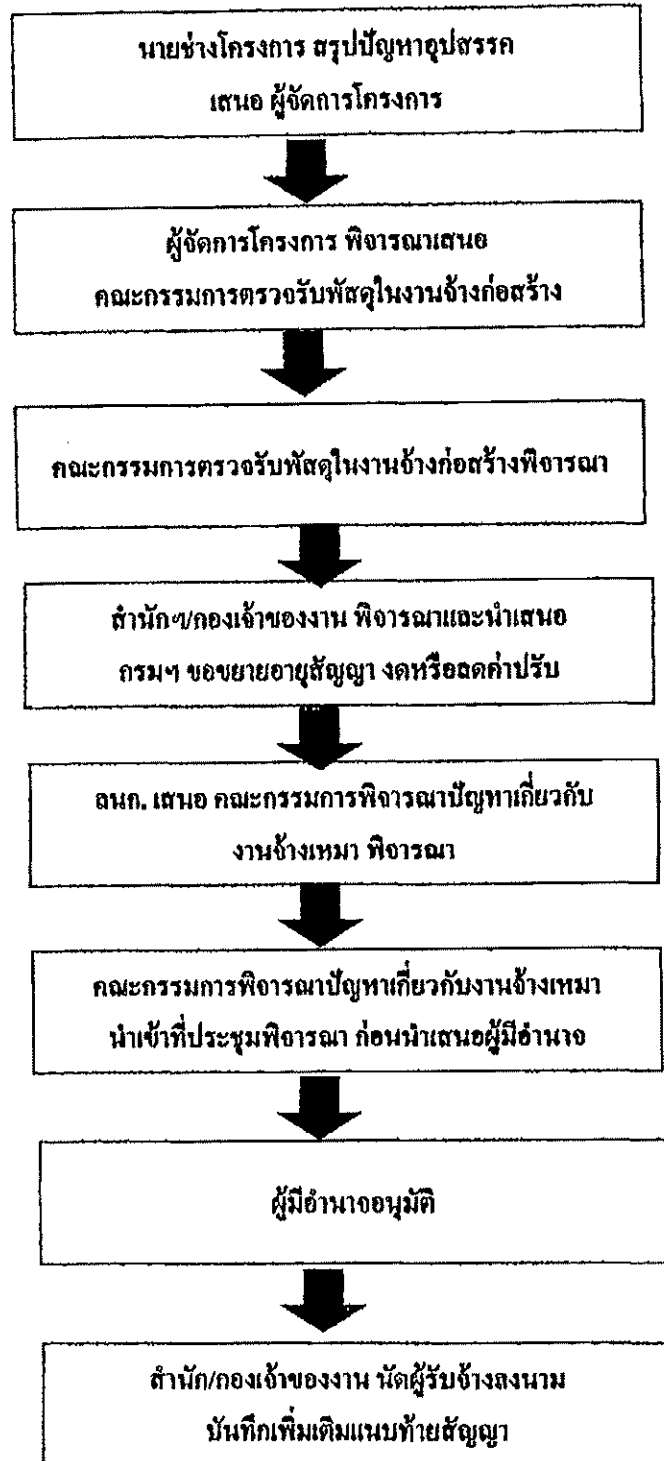 นายช่างโครงการ สรุปปัญหาอุปสรรค
เสนอ ผู้จัดการโครงการ
ผู้จัดการโครงการ พิจารณาเสนอ
คณะกรรมการตรวจรับพัสดุในงานจ้างก่อสร้าง
คณะกรรมการตรวจรับพัสดุในงานจ้างก่อสร้างพิจารณา
สำนักฯ/กองเจ้าของงาน พิจารณาและนำเสนอ
กรมฯ ขอขยายอายุสัญญา งดหรือลดค่าปรับ
ลนก. เสนอ คณะกรรมการพิจารณาปัญหาเกี่ยวกับ
งานจ้างเหมา พิจารณา
คณะกรรมการพิจารณาปัญหาเกี่ยวกับงานจ้างเหมา
นำเข้าที่ประชุมพิจารณา ก่อนนำเสนอผู้มีอำนาจ
ผู้มีอำนาจอนุมัติ
สำนัก/กองเจ้าของงาน นัดผู้รับจ้างลงนาม
บันทึกเพิ่มเติมแนบท้ายสัญญา